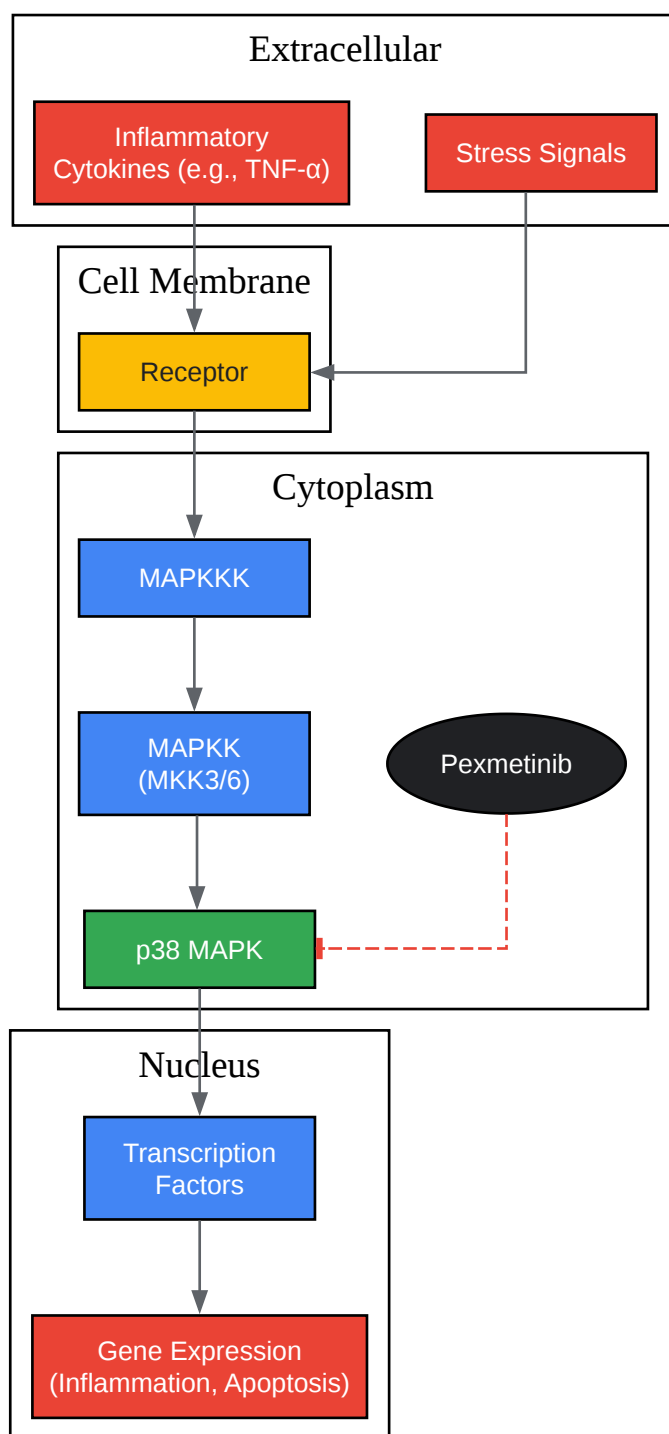 Extracellular
Inflammatory
Cytokines (e.g., TNF-α)
Stress Signals
Cell Membrane
Receptor
Cytoplasm
MAPKKK
MAPKK
(MKK3/6)
Pexmetinib
p38 MAPK
Nucleus
Transcription
Factors
Gene Expression
(Inflammation, Apoptosis)